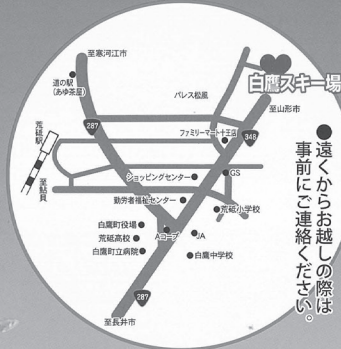 至寒河江市
道の駅
(あゆ茶屋)
白鷹スキー場
パレス松風
至山形市
287
ファミリーマート十王店
348
荒砥駅
至鮎貝
GS
ショッピングセンター
勤労者福祉センター
荒砥小学校
白鷹町役場
荒砥高校
Aコープ
JA
白鷹町立病院
白鷹中学校
287
至長井市
●遠くからお越しの際は
事前にご連絡ください。